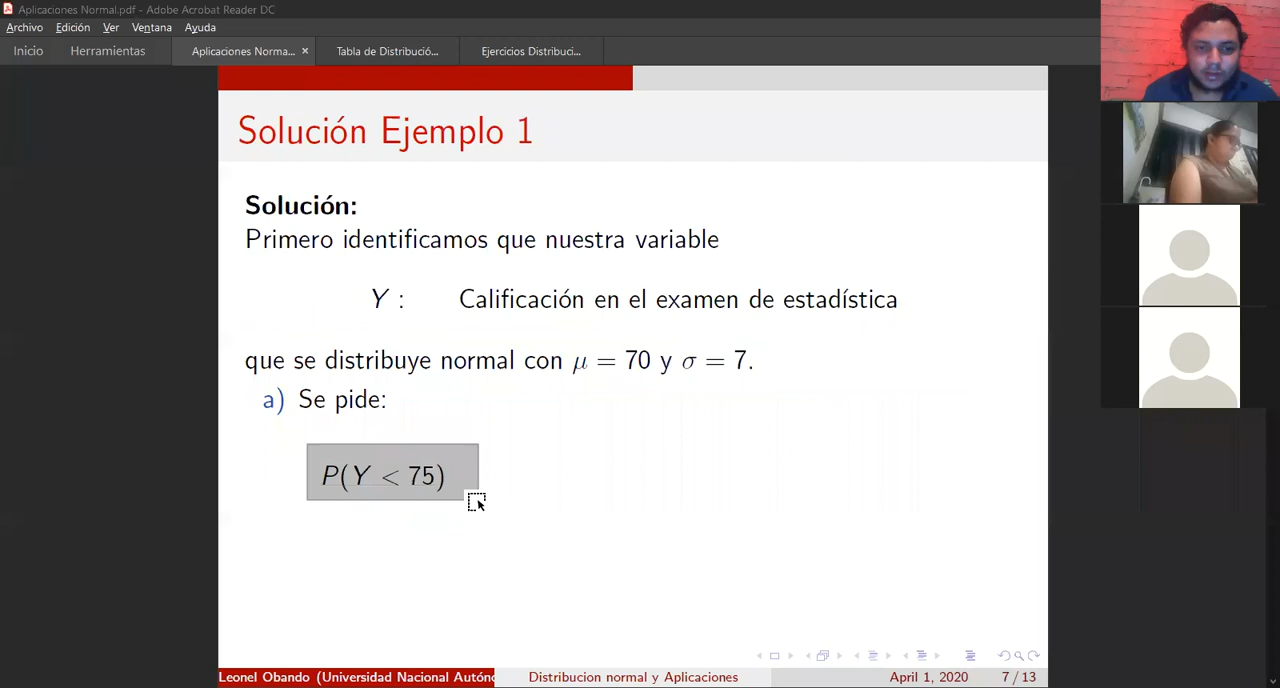 Aplicaciones Normal.pdf - Adobe Acrobat Reader DC
Archivo Edición Ver Ventana Ayuda
Inicio Herramientas Aplicaciones Norma... × Tabla de Distribució... Ejercicios Distribuci...
Solución Ejemplo 1
Solución:
Primero identificamos que nuestra variable
Y : Calificación en el examen de estadística
que se distribuye normal con μ = 70 y σ = 7.
a) Se pide:
P(Y < 75)
Leonel Obando (Universidad Nacional Autóno Distribucion normal y Aplicaciones April 1, 2020 7 / 13